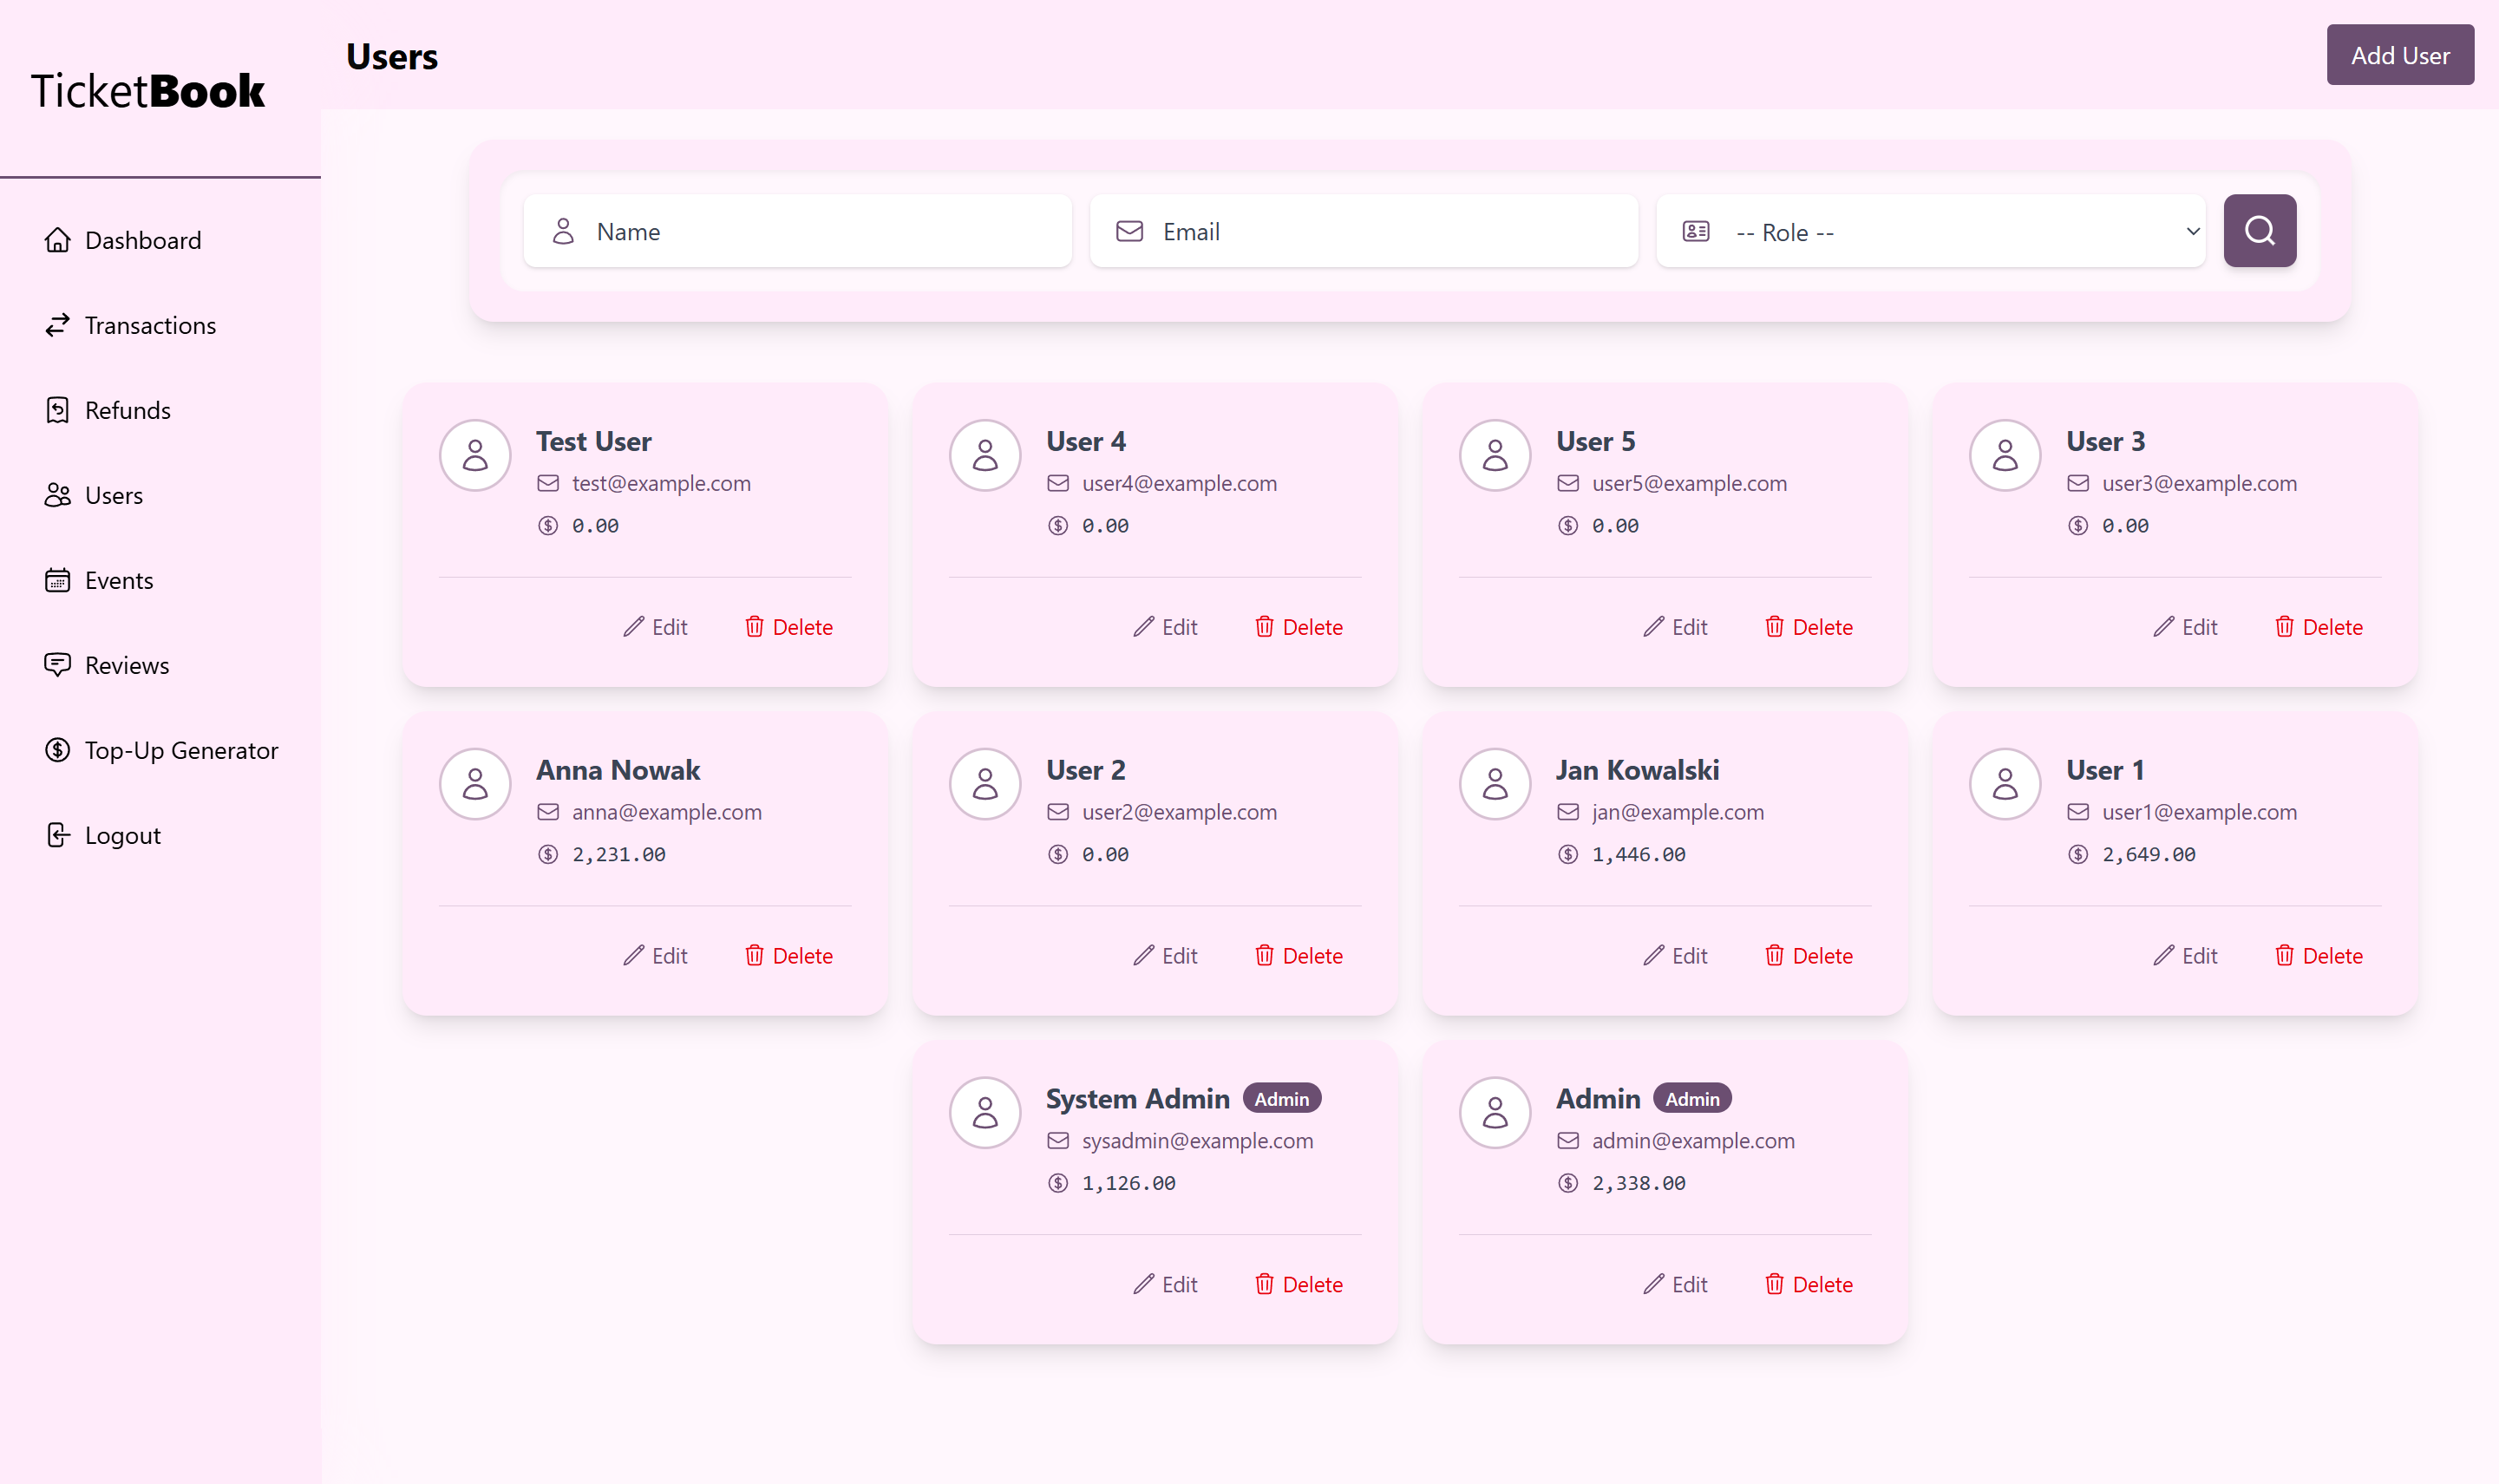 TicketBook
Dashboard
Transactions
Refunds
Users
Events
Reviews
Top-Up Generator
Logout
Users
Add User
Name
Email
-- Role --
Test User
test@example.com
0.00
Edit
Delete
User 4
user4@example.com
0.00
Edit
Delete
User 5
user5@example.com
0.00
Edit
Delete
User 3
user3@example.com
0.00
Edit
Delete
Anna Nowak
anna@example.com
2,231.00
Edit
Delete
User 2
user2@example.com
0.00
Edit
Delete
Jan Kowalski
jan@example.com
1,446.00
Edit
Delete
User 1
user1@example.com
2,649.00
Edit
Delete
System Admin Admin
sysadmin@example.com
1,126.00
Edit
Delete
Admin Admin
admin@example.com
2,338.00
Edit
Delete